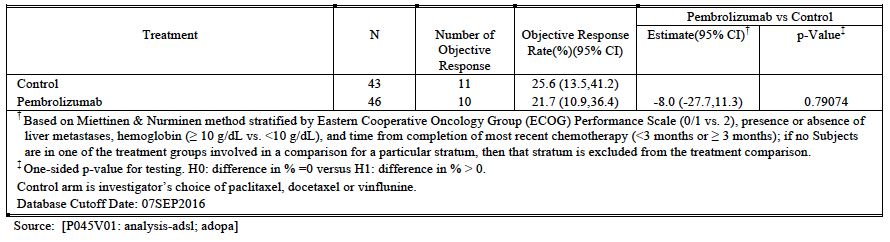 Pembrolizumab vs Control
Treatment N Number of Objective Response Estimate(95% CI)† p-Value‡
Objective Rate(%)(95% CI)
Response
Control 43 11 25.6 (13.5,41.2)
Pembrolizumab 46 10 21.7 (10.9,36.4) -8.0 (-27.7,11.3) 0.79074
† Based on Miettinen & Nurminen method stratified by Eastern Cooperative Oncology Group (ECOG) Performance Scale (0/1 vs. 2), presence or absence of
liver metastases, hemoglobin (≥ 10 g/dL vs. <10 g/dL), and time from completion of most recent chemotherapy (<3 months or ≥ 3 months); if no Subjects
are in one of the treatment groups involved in a comparison for a particular stratum, then that stratum is excluded from the treatment comparison.
‡ One-sided p-value for testing. H0: difference in % =0 versus H1: difference in % > 0.
Control arm is investigator's choice of paclitaxel, docetaxel or vinflunine.
Database Cutoff Date: 07SEP2016
Source: [P045V01: analysis-adsl; adopa]